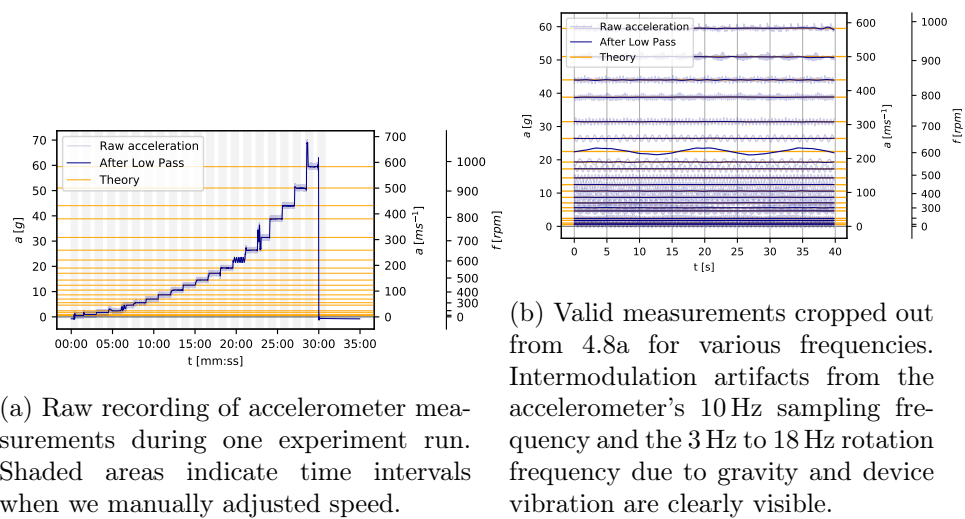 Raw acceleration
After Low Pass
Theory
70
60
50
40
30
20
10
0
a [g]
700
600
500
400
300
200
100
0
a [ms⁻¹]
1000
900
800
700
600
500
400
300
0
f [rpm]
00:00 05:00 10:00 15:00 20:00 25:00 30:00 35:00
t [mm:ss]
(a) Raw recording of accelerometer mea-
surements during one experiment run.
Shaded areas indicate time intervals
when we manually adjusted speed.
Raw acceleration
After Low Pass
Theory
60
50
40
30
20
10
0
a [g]
600
500
400
300
200
100
0
a [ms⁻¹]
1000
900
800
700
600
500
400
300
0
f [rpm]
0 5 10 15 20 25 30 35 40
t [s]
(b) Valid measurements cropped out
from 4.8a for various frequencies.
Intermodulation artifacts from the
accelerometer's 10 Hz sampling fre-
quency and the 3 Hz to 18 Hz rotation
frequency due to gravity and device
vibration are clearly visible.